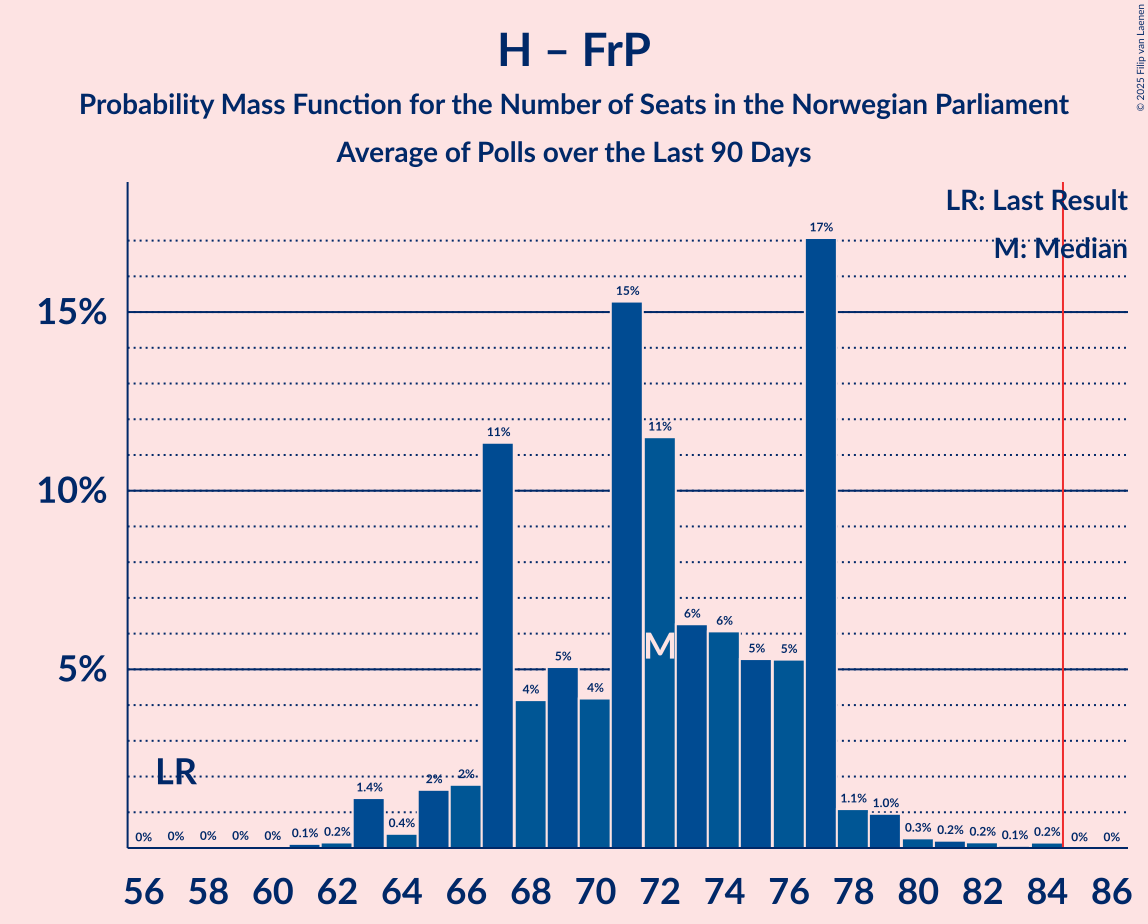 H – FrP
Probability Mass Function for the Number of Seats in the Norwegian Parliament
Average of Polls over the Last 90 Days
© 2025 Filip van Laenen
LR: Last Result
M: Median
15%
10%
5%
LR
M
0% 0% 0% 0% 0% 0.1% 0.2% 1.4% 0.4% 2% 2% 11% 4% 5% 4% 15% 11% 6% 6% 5% 5% 17% 1.1% 1.0% 0.3% 0.2% 0.2% 0.1% 0.2% 0% 0%
56 58 60 62 64 66 68 70 72 74 76 78 80 82 84 86